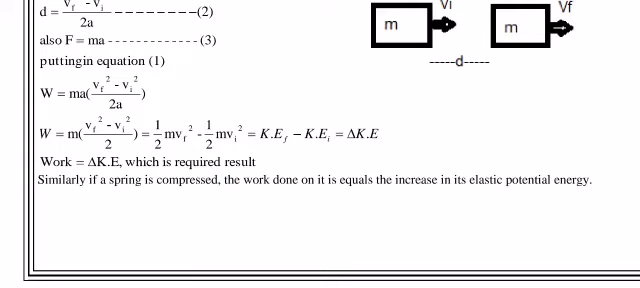 d = (v_f² - v_i²)/2a --------(2)
also F = ma ------------- (3)
puttingin equation (1)
W = ma((v_f² - v_i²)/2a)
W = m((v_f² - v_i²)/2) = 1/2 mv_f² - 1/2 mv_i² = K.E_f − K.E_i = ΔK.E
Work = ΔK.E, which is required result
Similarly if a spring is compressed, the work done on it is equals the increase in its elastic potential energy.
Vi
Vf
m
m
-----d-----